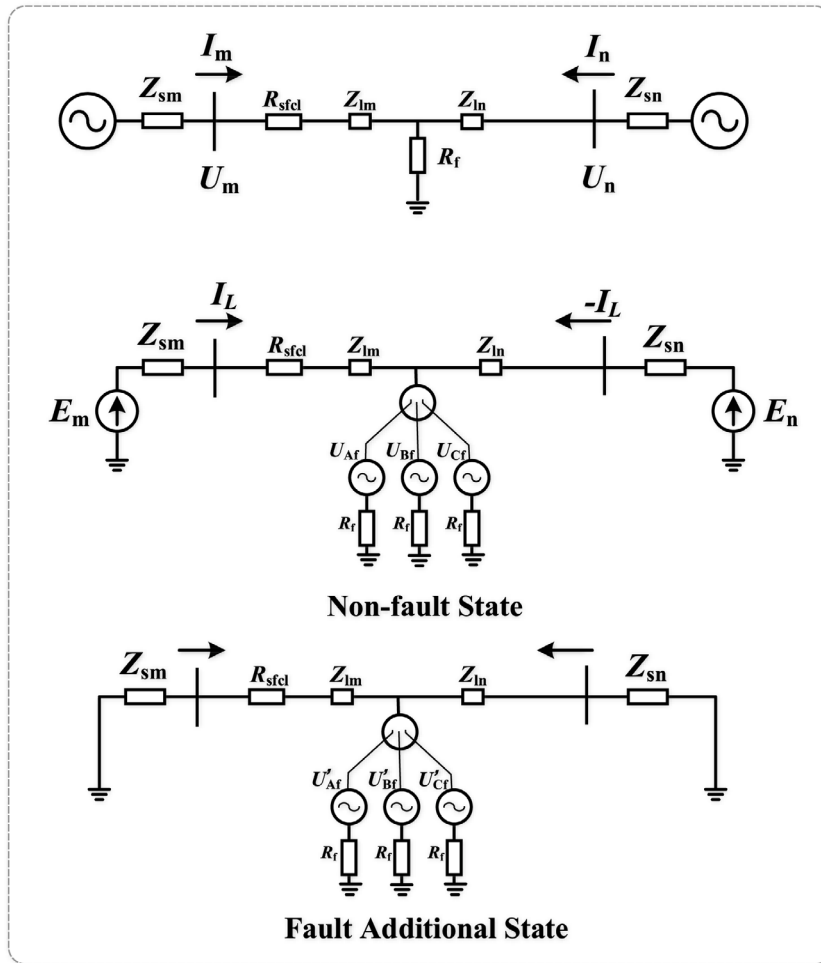 I_m I_n
Z_sm R_sfcl Z_lm Z_ln Z_sn
R_f
U_m U_n
I_L -I_L
Z_sm R_sfcl Z_lm Z_ln Z_sn
E_m E_n
U_Af U_Bf U_Cf
R_f R_f R_f
Non-fault State
Z_sm R_sfcl Z_lm Z_ln Z_sn
U'_Af U'_Bf U'_Cf
R_f R_f R_f
Fault Additional State